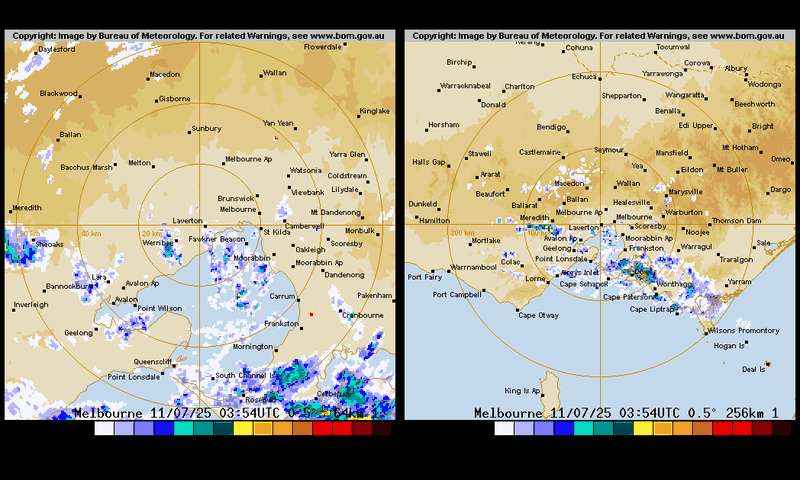 Copyright: Image by Bureau of Meteorology. For related Warnings, see www.bom.gov.au
Daylesford
Flowerdale
Macedon
Wallan
Blackwood
Gisborne
Kinglake
Yan Yean
Sunbury
Ballan
Yarra Glen
Bacchus Marsh
Melton
Melbourne Ap
Watsonia
Coldstream
Viewbank
Lilydale
Brunswick
Meredith
Melbourne
Mt Dandenong
Laverton
Camberwell
40 km
20 km
St Kilda
Monbulk
Sheoaks
Werribee
Fawkner Beacon
Scoresby
Oakleigh
Moorabbin
Moorabbin Ap
Dandenong
Lara
Avalon Ap
Bannockburn
Avalon
Carrum
Pakenham
Inverleigh
Point Wilson
Cranbourne
Geelong
Frankston
Mornington
Queenscliff
Point Lonsdale
South Channel Is
Rosebud
Cerberus
Melbourne 11/07/25 03:54UTC 0.5° 64km 1
Copyright: Image by Bureau of Meteorology. For related Warnings, see www.bom.gov.au
Kerang
Cohuna
Tocumwal
Birchip
Corowa
Albury
Echuca
Yarrawonga
Wodonga
Warracknabeal
Charlton
Shepparton
Wangaratta
Donald
Beechworth
Benalla
Horsham
Bendigo
Edi Upper
Bright
Seymour
Mt Hotham
Stawell
Castlemaine
Mansfield
Halls Gap
Yea
Mt Buller
Omeo
Ararat
Eildon
Macedon
Wallan
Beaufort
Marysville
Dargo
Ballan
Dunkeld
Ballarat
Healesville
Melbourne Ap
Warburton
Hamilton
Meredith
Melbourne
Thomson Dam
200 km
100 km
Laverton
Scoresby
Noojee
Mortlake
Avalon Ap
Moorabbin Ap
Sale
Geelong
Frankston
Warragul
Colac
Point Lonsdale
Traralgon
Warrnambool
Port Fairy
Aireys Inlet
Lorne
Cape Schanck
Wonthaggi
Yarram
Port Campbell
Cape Paterson
Cape Otway
Cape Liptrap
Wilsons Promontory
Hogan Is
Deal Is
King Is Ap
Melbourne 11/07/25 03:54UTC 0.5° 256km 1